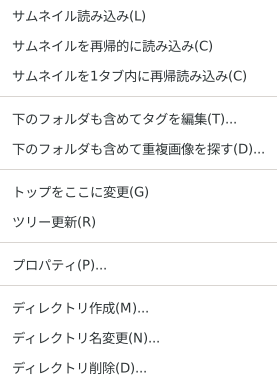 サムネイル読み込み(L)
サムネイルを再帰的に読み込み(C)
サムネイルを1タブ内に再帰読み込み(C)
下のフォルダも含めてタグを編集(T)...
下のフォルダも含めて重複画像を探す(D)...
トップをここに変更(G)
ツリー更新(R)
プロパティ(P)...
ディレクトリ作成(M)...
ディレクトリ名変更(N)...
ディレクトリ削除(D)...